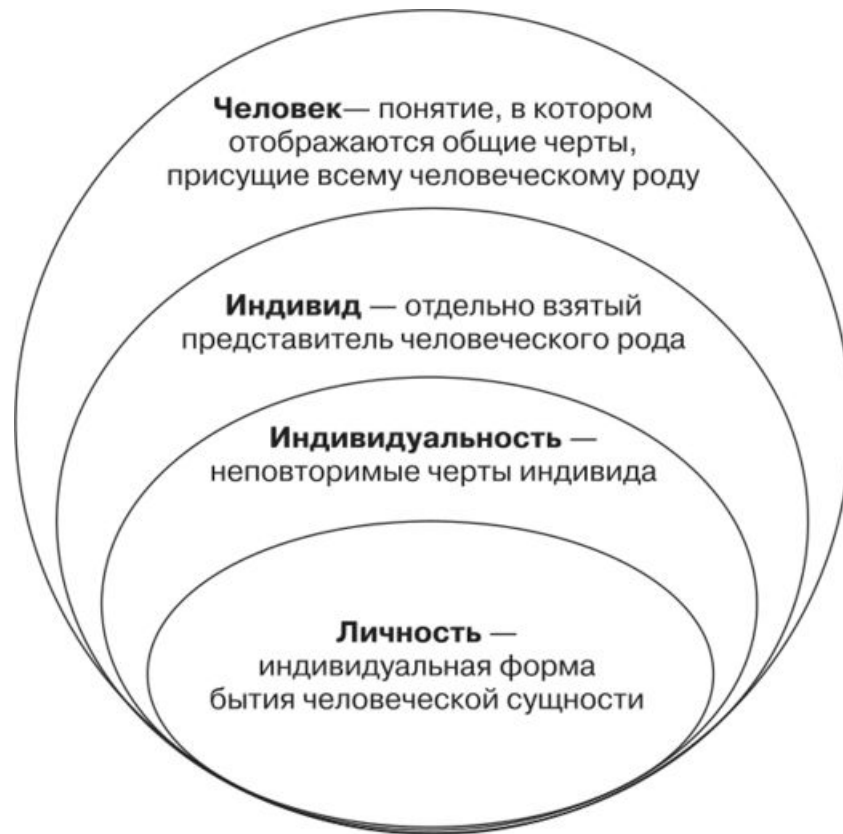 Человек— понятие, в котором
отображаются общие черты,
присущие всему человеческому роду
Индивид — отдельно взятый
представитель человеческого рода
Индивидуальность —
неповторимые черты индивида
Личность —
индивидуальная форма
бытия человеческой сущности